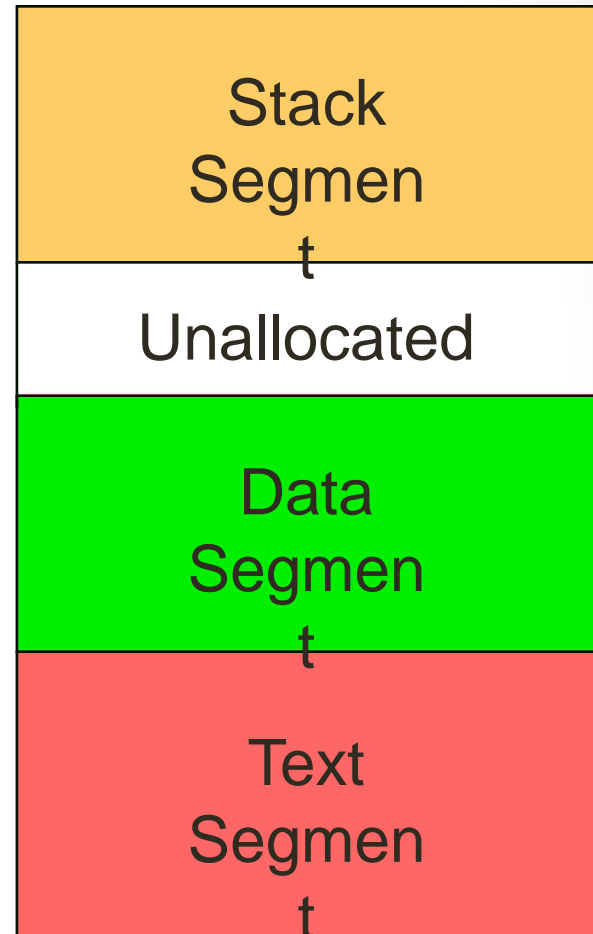 Stack
Segmen
t
Unallocated
Data
Segmen
t
Text
Segmen
t